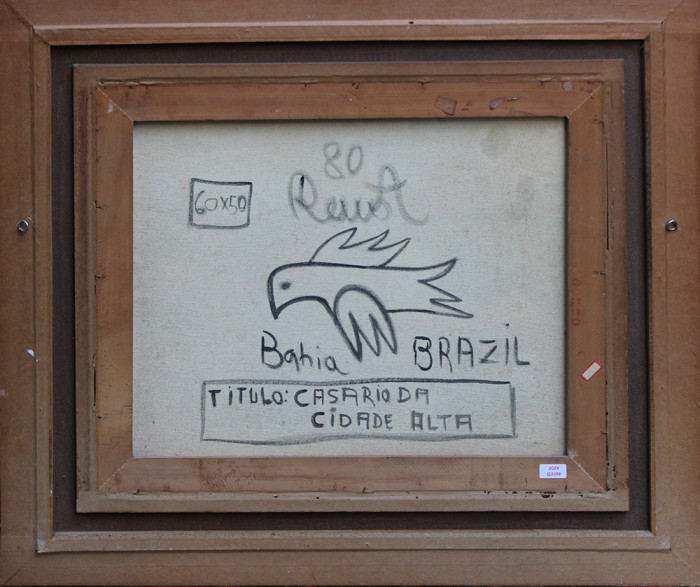 80
60x50
Bahia BRAZIL
TITULO: CASARIO DA
CIDADE ALTA